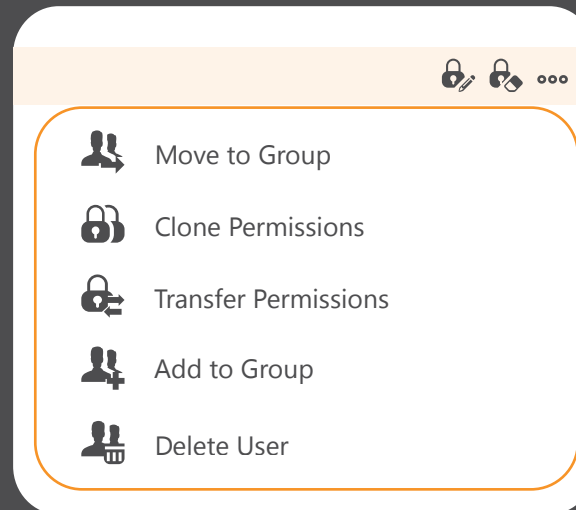 Move to Group
Clone Permissions
Transfer Permissions
Add to Group
Delete User